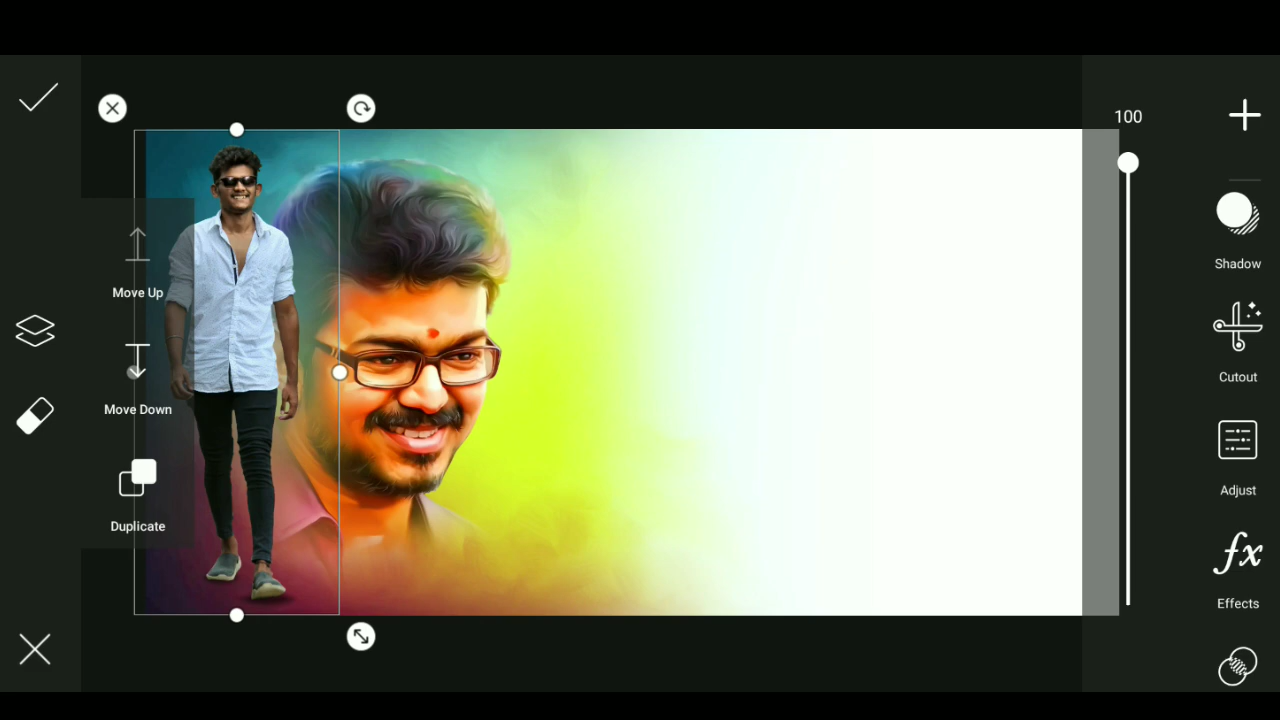 100
Shadow
Move Up
Cutout
Move Down
Adjust
Duplicate
fx
Effects